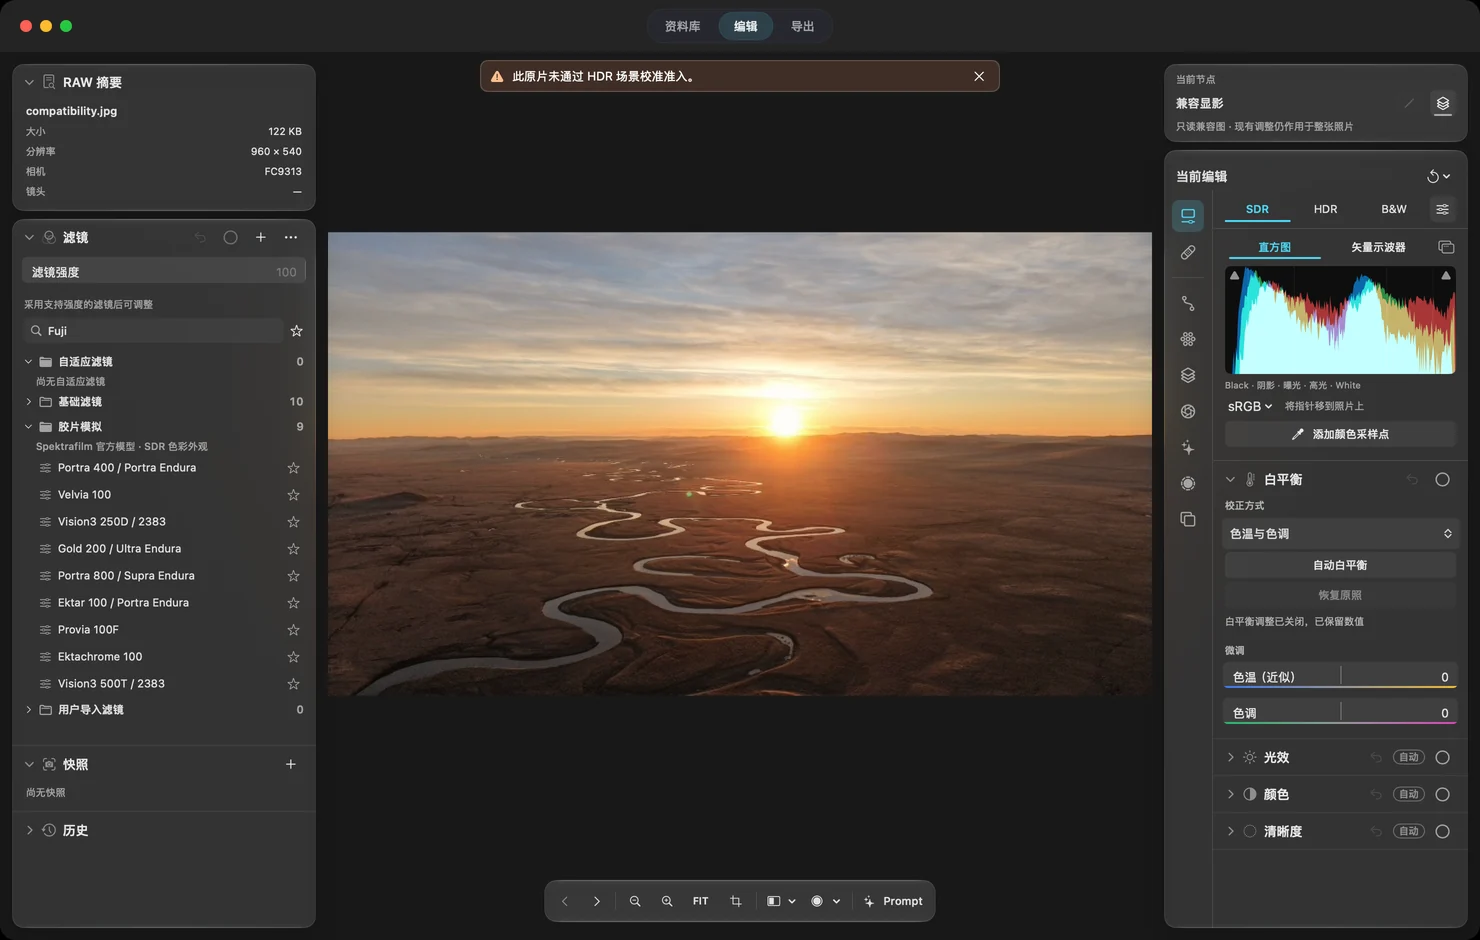 资料库
编辑
导出
此原片未通过 HDR 场景校准准入。
RAW 摘要
compatibility.jpg
大小 122 KB
分辨率 960 × 540
相机 FC9313
镜头 —
滤镜
滤镜强度 100
采用支持强度的滤镜后可调整
Fuji
自适应滤镜 0
尚无自适应滤镜
基础滤镜 10
胶片模拟 9
Spektrafilm 官方模型 · SDR 色彩外观
Portra 400 / Portra Endura
Velvia 100
Vision3 250D / 2383
Gold 200 / Ultra Endura
Portra 800 / Supra Endura
Ektar 100 / Portra Endura
Provia 100F
Ektachrome 100
Vision3 500T / 2383
用户导入滤镜 0
快照
尚无快照
历史
FIT
Prompt
当前节点
兼容显影
只读兼容图 · 现有调整仍作用于整张照片
当前编辑
SDR HDR B&W
直方图 矢量示波器
Black · 阴影 · 曝光 · 高光 · White
sRGB 将指针移到照片上
添加颜色采样点
白平衡
校正方式
色温与色调
自动白平衡
恢复原照
白平衡调整已关闭，已保留数值
微调
色温（近似） 0
色调 0
光效 自动
颜色 自动
清晰度 自动